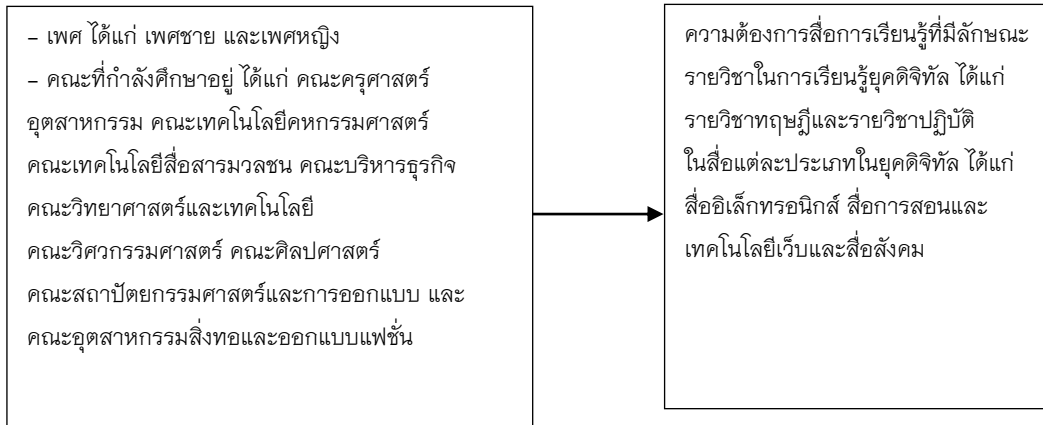 – เพศ ได้แก่ เพศชาย และเพศหญิง
– คณะที่กำลังศึกษาอยู่ ได้แก่ คณะครุศาสตร์
อุตสาหกรรม คณะเทคโนโลยีคหกรรมศาสตร์
คณะเทคโนโลยีสื่อสารมวลชน คณะบริหารธุรกิจ
คณะวิทยาศาสตร์และเทคโนโลยี
คณะวิศวกรรมศาสตร์ คณะศิลปศาสตร์
คณะสถาปัตยกรรมศาสตร์และการออกแบบ และ
คณะอุตสาหกรรมสิ่งทอและออกแบบแฟชั่น
ความต้องการสื่อการเรียนรู้ที่มีลักษณะ
รายวิชาในการเรียนรู้ยุคดิจิทัล ได้แก่
รายวิชาทฤษฎีและรายวิชาปฏิบัติ
ในสื่อแต่ละประเภทในยุคดิจิทัล ได้แก่
สื่ออิเล็กทรอนิกส์ สื่อการสอนและ
เทคโนโลยีเว็บและสื่อสังคม